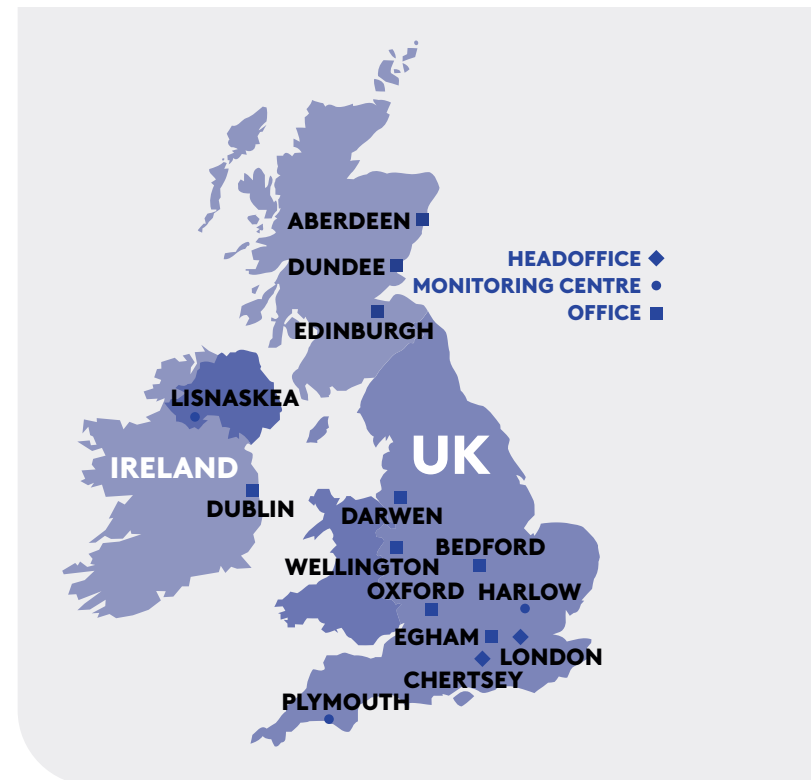 ABERDEEN
DUNDEE
EDINBURGH
HEADOFFICE
MONITORING CENTRE
OFFICE
LISNASKEA
UK
IRELAND
DUBLIN
DARWEN
BEDFORD
WELLINGTON
OXFORD
HARLOW
EGHAM
LONDON
CHERTSEY
PLYMOUTH